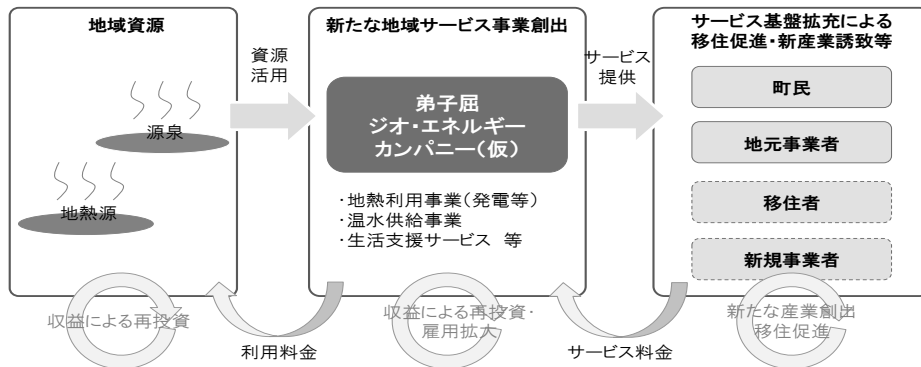 地域資源
源泉
地熱源
収益による再投資
資源
活用
新たな地域サービス事業創出
弟子屈
ジオ・エネルギー
カンパニー(仮)
・地熱利用事業(発電等)
・温水供給事業
・生活支援サービス 等
収益による再投資・
雇用拡大
利用料金
サービス
提供
サービス基盤拡充による
移住促進・新産業誘致等
町民
地元事業者
移住者
新規事業者
新たな産業創出
移住促進
サービス料金